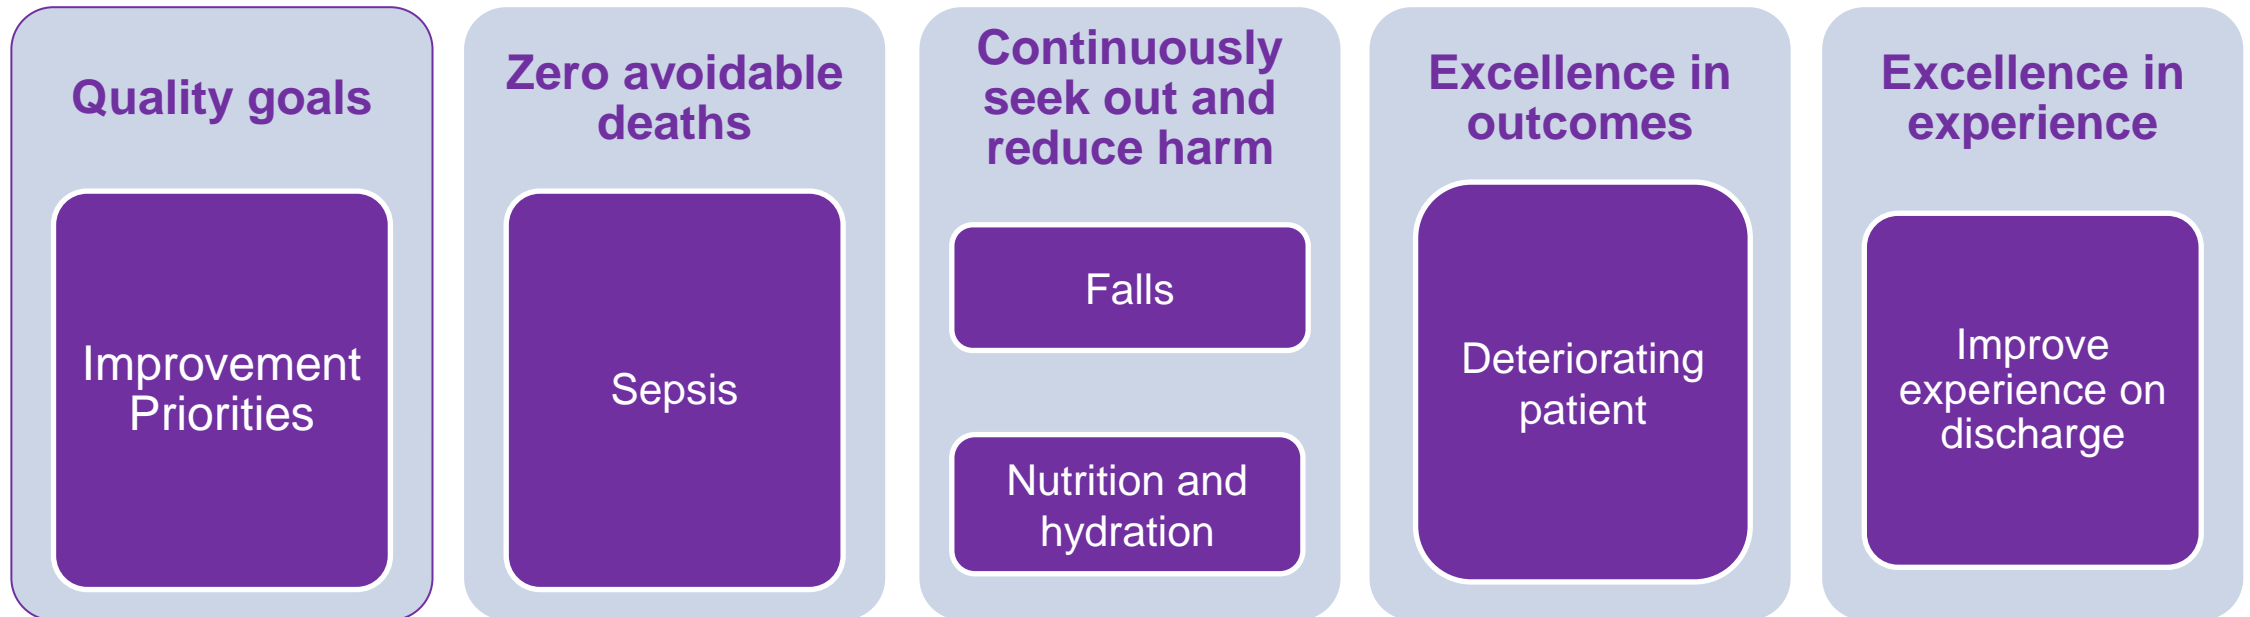 Quality goals
Improvement
Priorities
Zero avoidable
deaths
Sepsis
Continuously
seek out and
reduce harm
Falls
Nutrition and
hydration
Excellence in
outcomes
Deteriorating
patient
Excellence in
experience
Improve
experience on
discharge